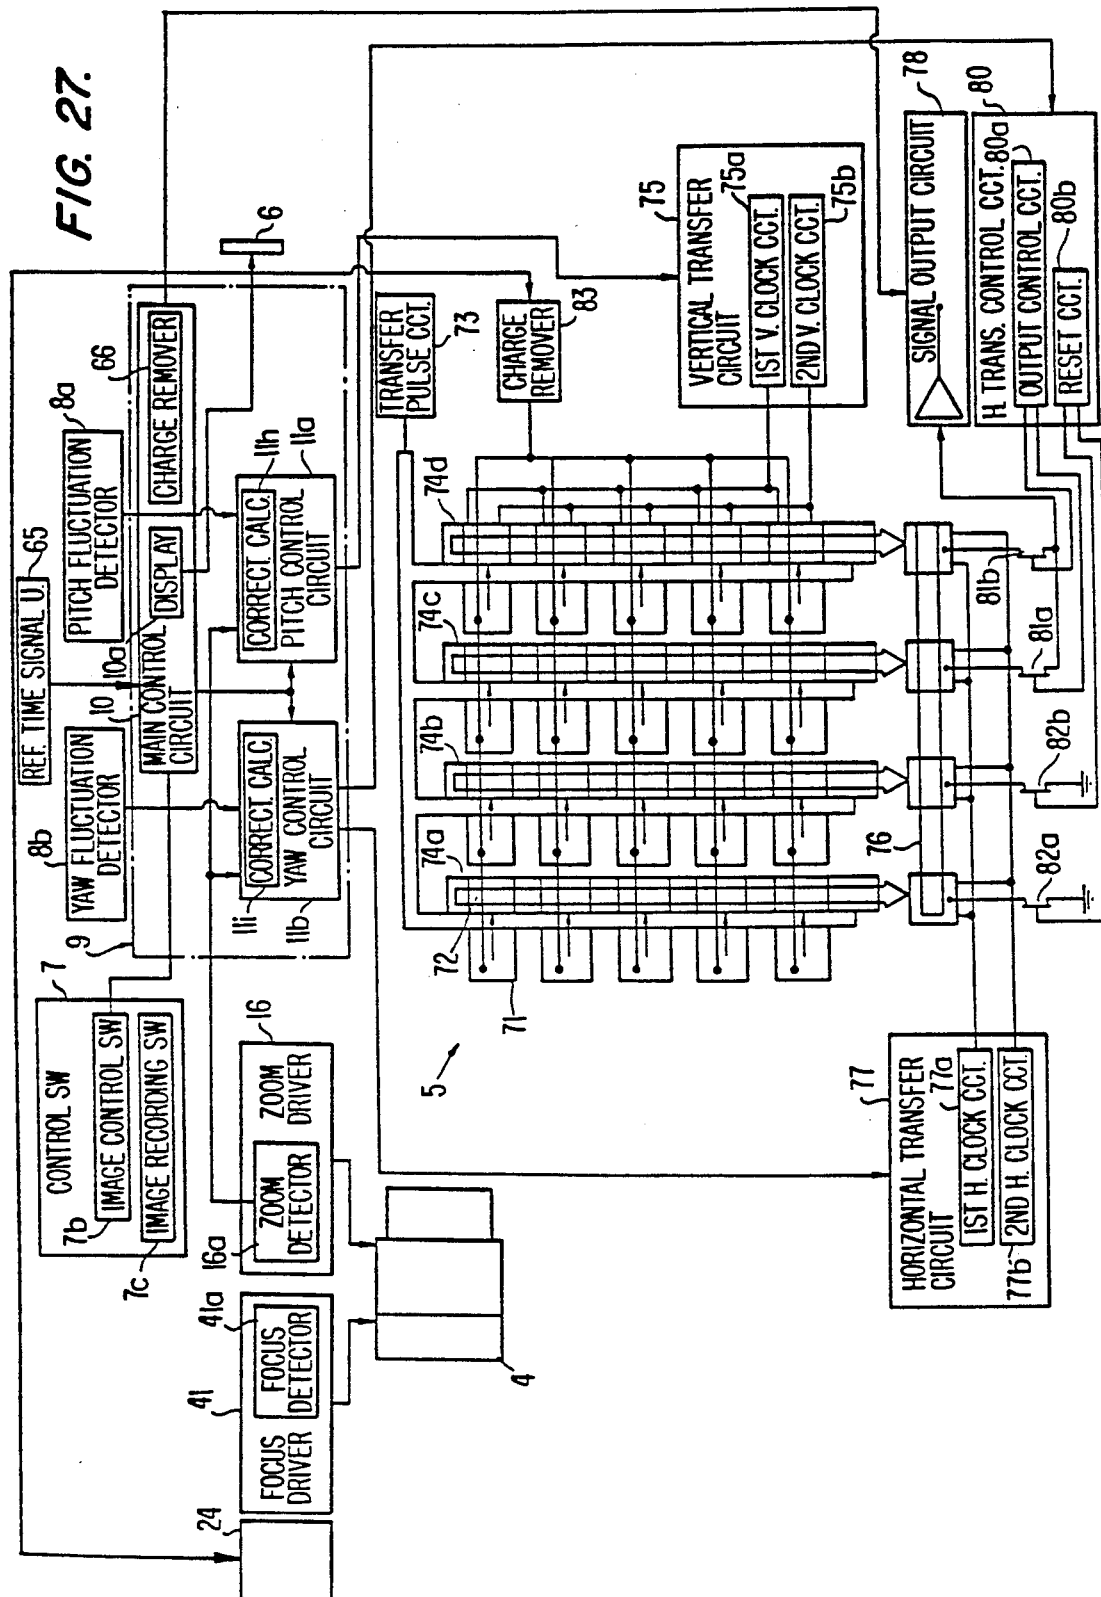 FIG. 27.
24
41
FOCUS
DRIVER
FOCUS
DETECTOR
41a
4
CONTROL SW
7
7b
IMAGE CONTROL SW
7c
IMAGE RECORDING SW
16
ZOOM
DRIVER
ZOOM
DETECTOR
16a
REF. TIME SIGNAL U.
65
8b
YAW FLUCTUATION
DETECTOR
PITCH FLUCTUATION
DETECTOR
8a
9
10
MAIN CONTROL
CIRCUIT
10a
DISPLAY
CHARGE REMOVER
66
6
11i
CORRECT CALC.
YAW CONTROL
CIRCUIT
11b
CORRECT CALC.
11h
PITCH CONTROL
CIRCUIT
11a
5
71
72
74a
74b
74c
74d
TRANSFER
PULSE CCT.
73
CHARGE
REMOVER
83
75
VERTICAL TRANSFER
CIRCUIT
75a
1ST V. CLOCK CCT.
2ND V. CLOCK CCT.
75b
77
HORIZONTAL TRANSFER
CIRCUIT
77a
1ST H. CLOCK CCT.
2ND H. CLOCK CCT.
77b
76
82a
82b
81a
81b
SIGNAL OUTPUT CIRCUIT
78
H. TRANS. CONTROL CCT.
80
OUTPUT CONTROL CCT.
80a
RESET CCT.
80b